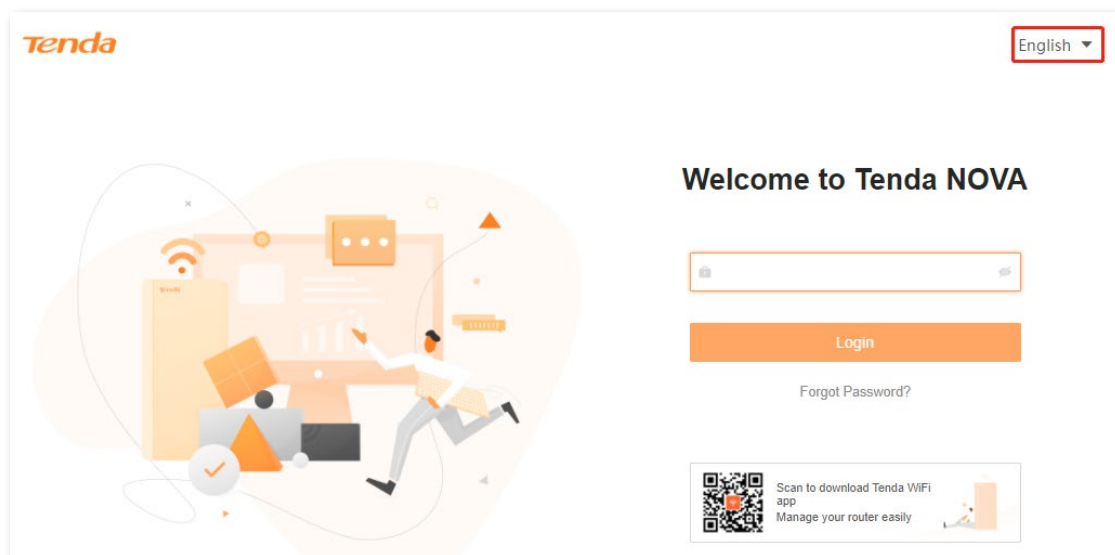 Tenda
English
Welcome to Tenda NOVA
Tenda
Login
Forgot Password?
Scan to download Tenda WiFi
app
Manage your router easily